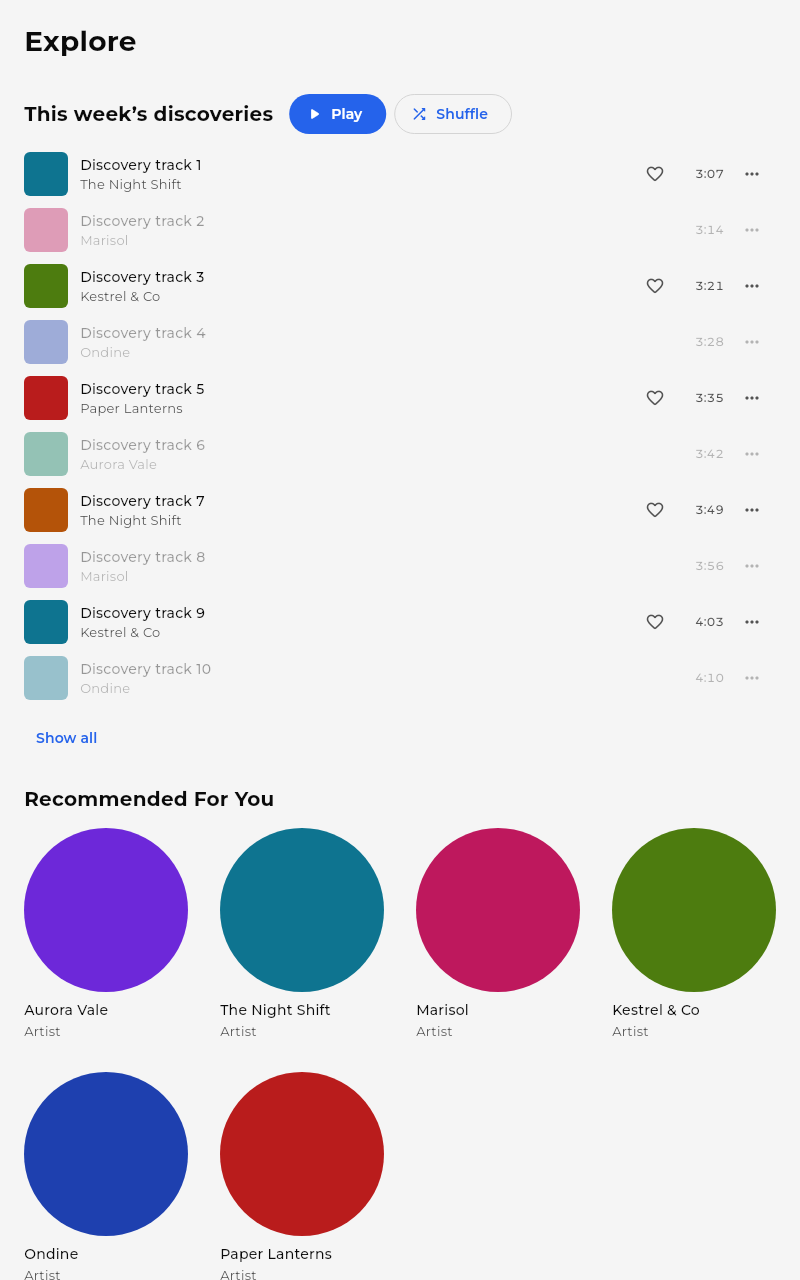 Explore
This week’s discoveries
Play
Shuffle
Discovery track 1
The Night Shift
3:07
Discovery track 2
Marisol
3:14
Discovery track 3
Kestrel & Co
3:21
Discovery track 4
Ondine
3:28
Discovery track 5
Paper Lanterns
3:35
Discovery track 6
Aurora Vale
3:42
Discovery track 7
The Night Shift
3:49
Discovery track 8
Marisol
3:56
Discovery track 9
Kestrel & Co
4:03
Discovery track 10
Ondine
4:10
Show all
Recommended For You
Aurora Vale
Artist
The Night Shift
Artist
Marisol
Artist
Kestrel & Co
Artist
Ondine
Artist
Paper Lanterns
Artist